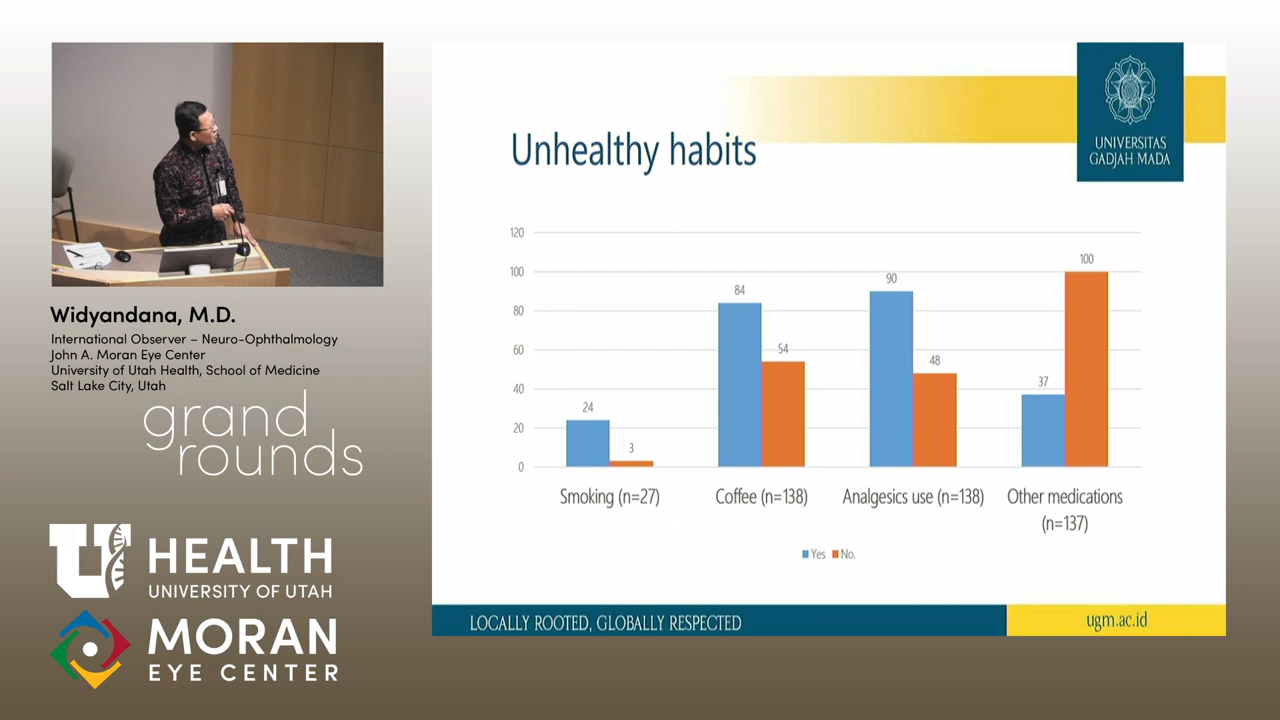 Widyandana, M.D.
International Observer – Neuro-Ophthalmology
John A. Moran Eye Center
University of Utah Health, School of Medicine
Salt Lake City, Utah
grand
rounds
U HEALTH
UNIVERSITY OF UTAH
MORAN
EYE CENTER
UNIVERSITAS
GADJAH MADA
Unhealthy habits
120
100
80
60
40
20
0
24
3
84
54
90
48
37
100
Smoking (n=27)
Coffee (n=138)
Analgesics use (n=138)
Other medications
(n=137)
Yes No.
LOCALLY ROOTED, GLOBALLY RESPECTED
ugm.ac.id